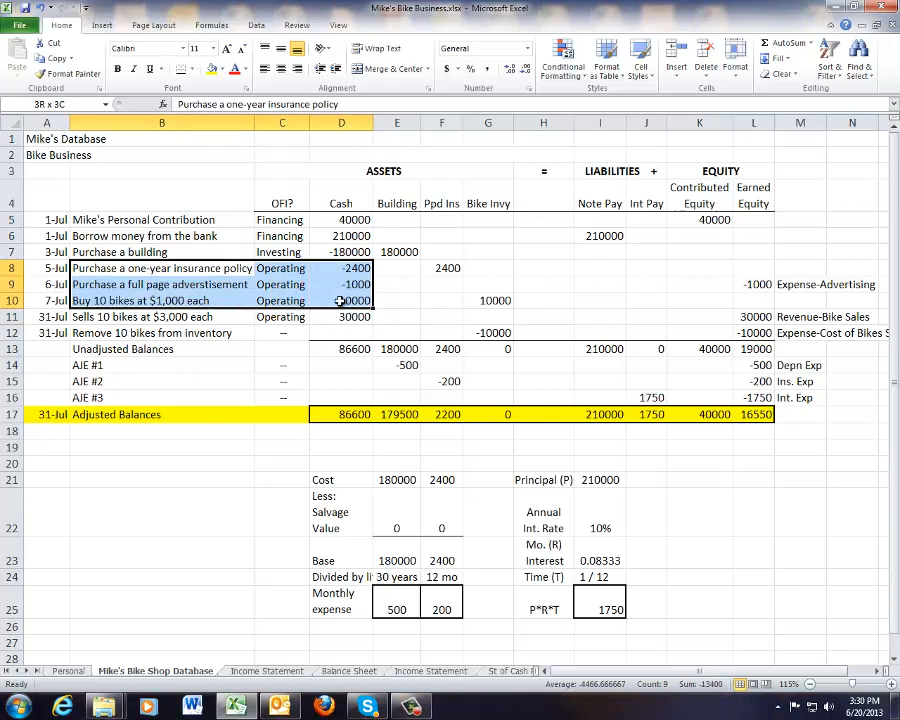 Mike's Bike Business.xlsx - Microsoft Excel
File Home Insert Page Layout Formulas Data Review View
Cut Calibri 11 Wrap Text General AutoSum
Copy Fill
Paste Format Painter Merge & Center Clear
Conditional Formatting Format as Table Cell Styles Insert Delete Format Sort & Filter Find & Select
Clipboard Font Alignment Number Styles Cells Editing
3R x 3C fx Purchase a one-year insurance policy
A B C D E F G H I J K L M N
1 Mike's Database
2 Bike Business
3 ASSETS = LIABILITIES + EQUITY
Contributed Earned
4 OFI? Cash Building Ppd Ins Bike Invy Note Pay Int Pay Equity Equity
5 1-Jul Mike's Personal Contribution Financing 40000 40000
6 1-Jul Borrow money from the bank Financing 210000 210000
7 3-Jul Purchase a building Investing -180000 180000
8 5-Jul Purchase a one-year insurance policy Operating -2400 2400
9 6-Jul Purchase a full page adverstisement Operating -1000 -1000 Expense-Advertising
10 7-Jul Buy 10 bikes at $1,000 each Operating 10000
11 31-Jul Sells 10 bikes at $3,000 each Operating 30000 30000 Revenue-Bike Sales
12 31-Jul Remove 10 bikes from inventory -- -10000 -10000 Expense-Cost of Bikes S
13 Unadjusted Balances 86600 180000 2400 0 210000 0 40000 19000
14 AJE #1 -- -500 -500 Depn Exp
15 AJE #2 -- -200 -200 Ins. Exp
16 AJE #3 -- 1750 -1750 Int. Exp
17 31-Jul Adjusted Balances 86600 179500 2200 0 210000 1750 40000 16550
18
19
20
21 Cost 180000 2400 Principal (P) 210000
Less:
Salvage Annual
22 Value 0 0 Int. Rate 10%
Mo. (R)
23 Base 180000 2400 Interest 0.08333
24 Divided by li 30 years 12 mo Time (T) 1 / 12
Monthly
25 expense 500 200 P*R*T 1750
26
27
28
Personal Mike's Bike Shop Database Income Statement Balance Sheet Income Statement St of Cash
Ready Average: -4466.666667 Count: 9 Sum: -13400 115%
3:30 PM
6/20/2013